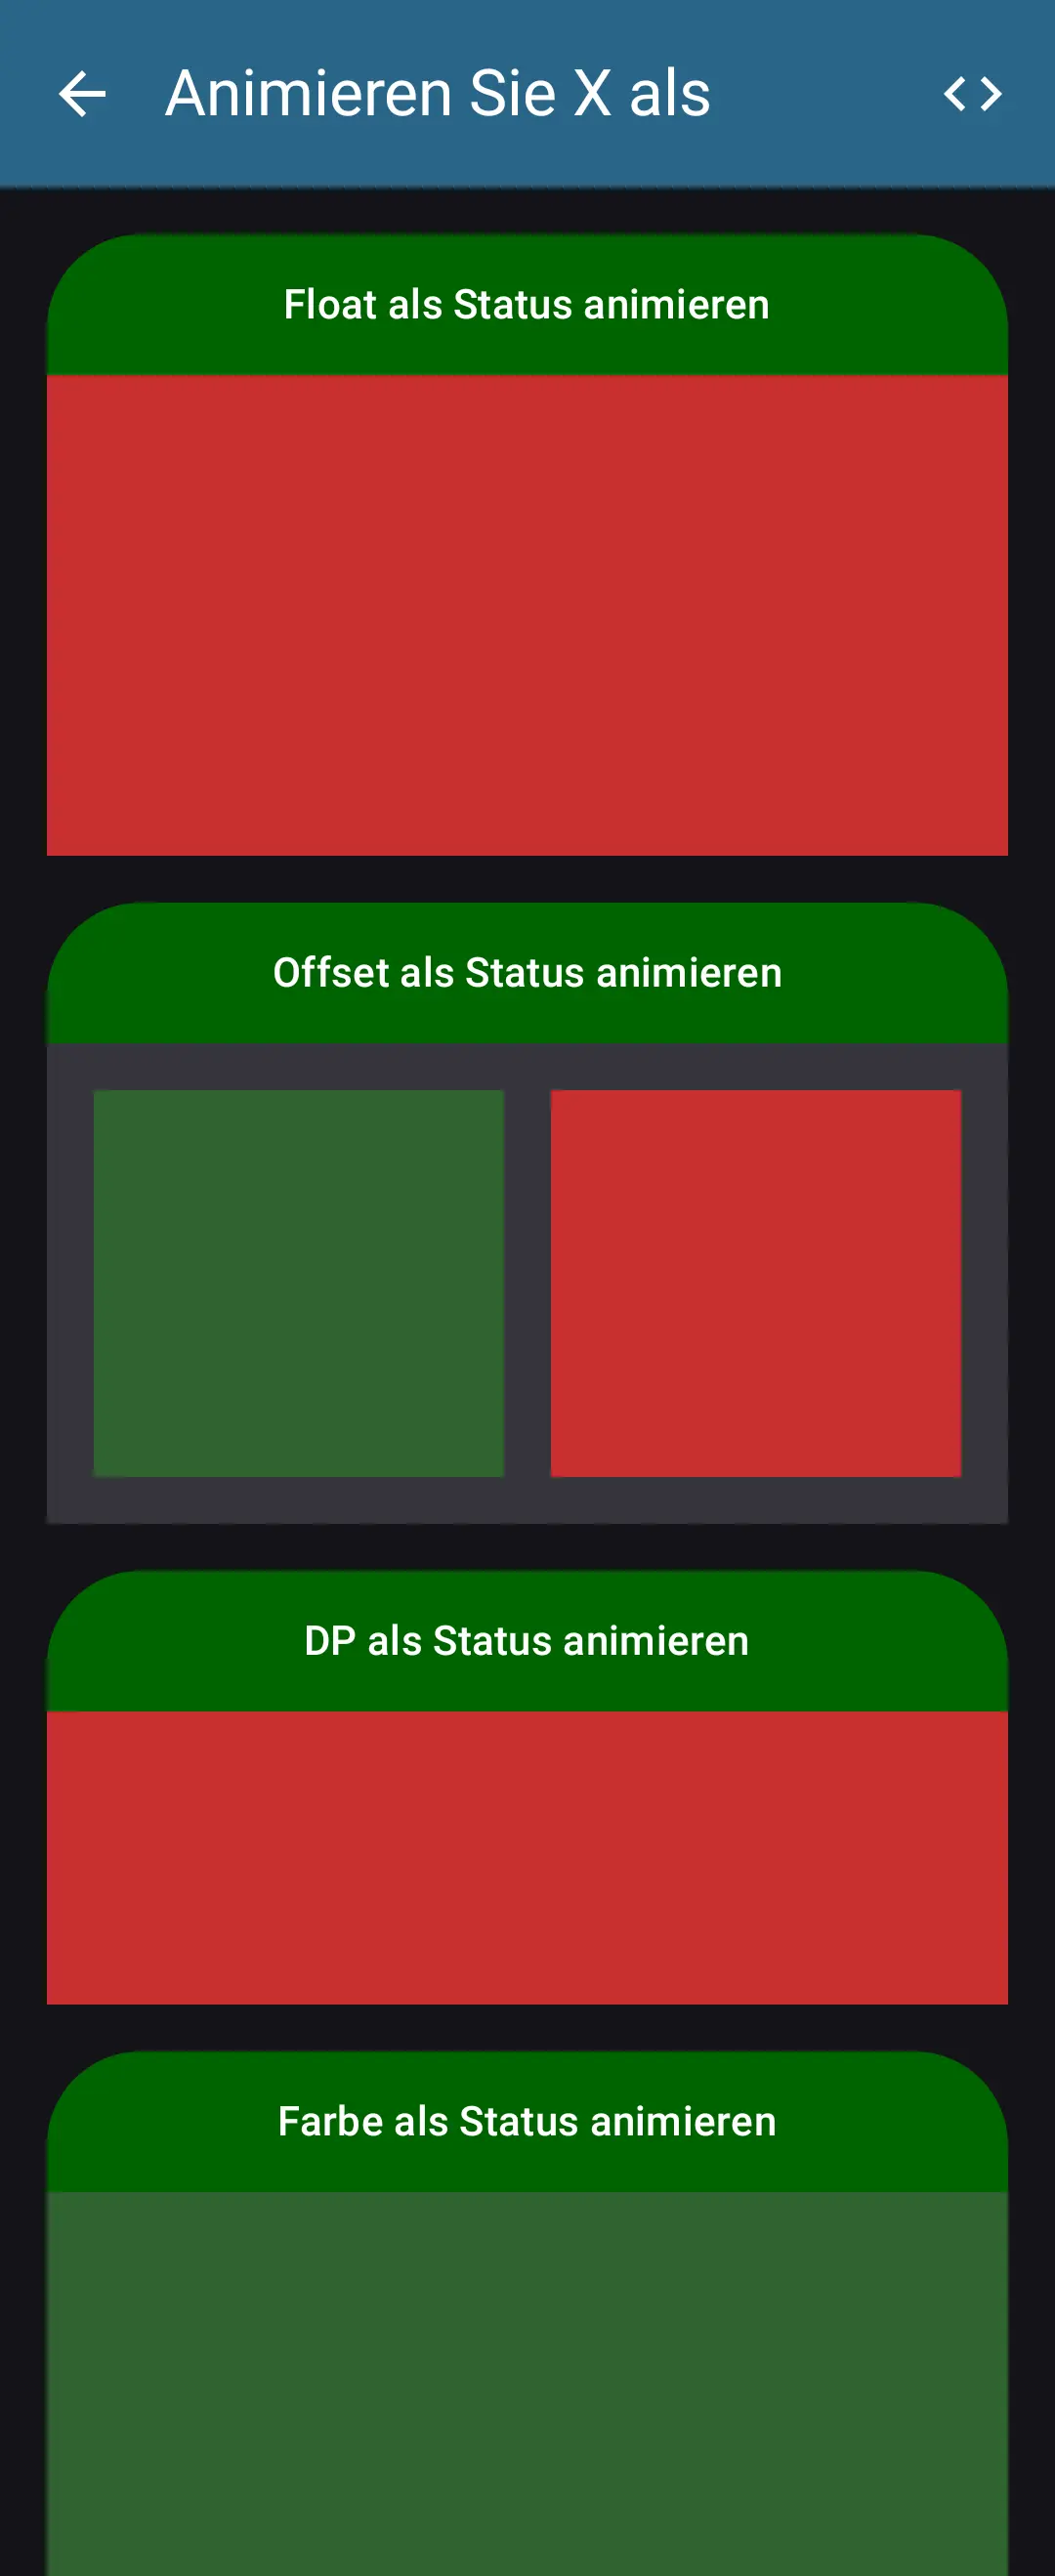 Animieren Sie X als
Float als Status animieren
Offset als Status animieren
DP als Status animieren
Farbe als Status animieren